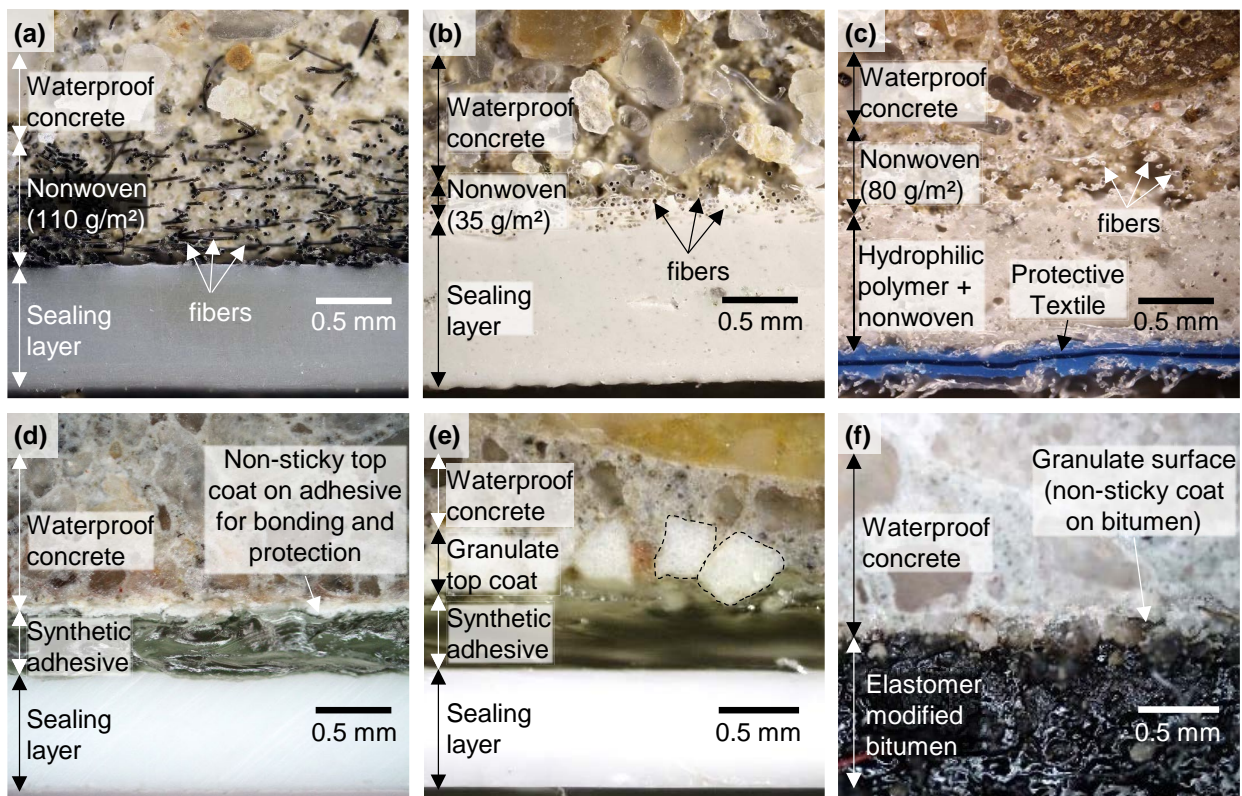 (a)
Waterproof
concrete
Nonwoven
(110 g/m²)
fibers
Sealing
layer
0.5 mm
(b)
Waterproof
concrete
Nonwoven
(35 g/m²)
fibers
Sealing
layer
0.5 mm
(c)
Waterproof
concrete
Nonwoven
(80 g/m²)
fibers
Hydrophilic
polymer +
nonwoven
Protective
Textile
0.5 mm
(d)
Non-sticky top
coat on adhesive
for bonding and
protection
Waterproof
concrete
Synthetic
adhesive
Sealing
layer
0.5 mm
(e)
Waterproof
concrete
Granulate
top coat
Synthetic
adhesive
Sealing
layer
0.5 mm
(f)
Granulate surface
(non-sticky coat
on bitumen)
Waterproof
concrete
Elastomer
modified
bitumen
0.5 mm